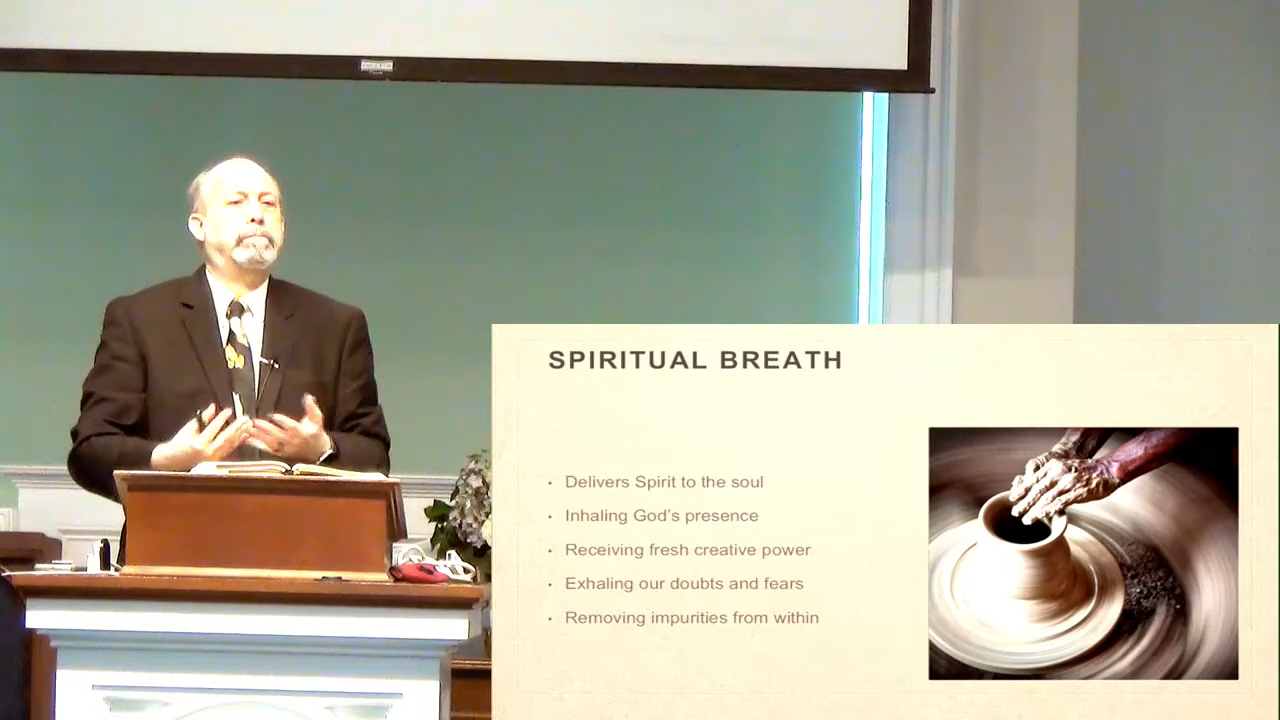 SPIRITUAL BREATH
• Delivers Spirit to the soul
• Inhaling God's presence
• Receiving fresh creative power
• Exhaling our doubts and fears
• Removing impurities from within